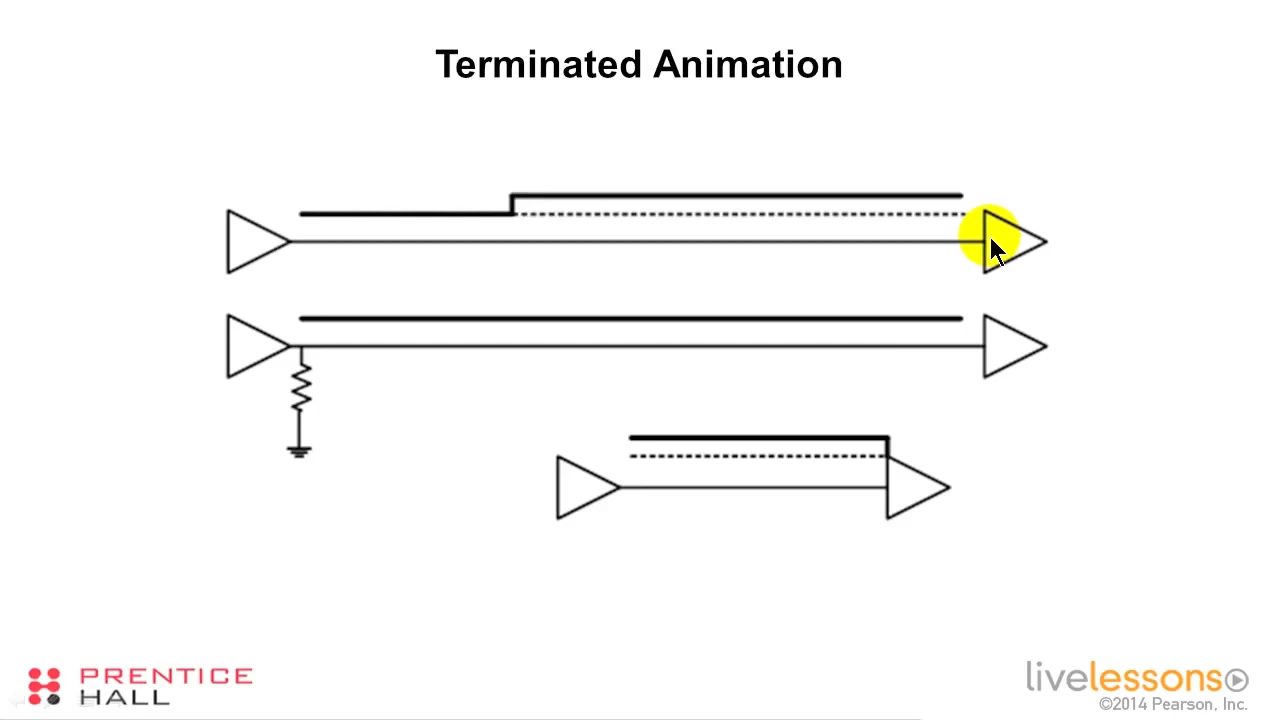 Terminated Animation
PRENTICE
HALL
livelessons
©2014 Pearson, Inc.